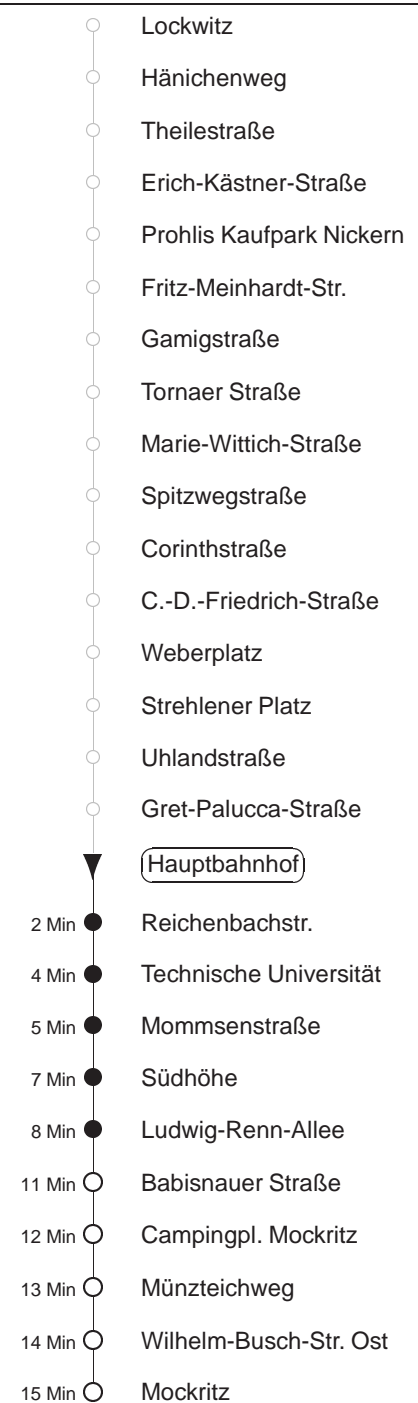 Lockwitz
Hänichenweg
Theilestraße
Erich-Kästner-Straße
Prohlis Kaufpark Nickern
Fritz-Meinhardt-Str.
Gamigstraße
Tornaer Straße
Marie-Wittich-Straße
Spitzwegstraße
Corinthstraße
C.-D.-Friedrich-Straße
Weberplatz
Strehlener Platz
Uhlandstraße
Gret-Palucca-Straße
Hauptbahnhof
2 Min Reichenbachstr.
4 Min Technische Universität
5 Min Mommsenstraße
7 Min Südhöhe
8 Min Ludwig-Renn-Allee
11 Min Babisnauer Straße
12 Min Campingpl. Mockritz
13 Min Münzteichweg
14 Min Wilhelm-Busch-Str. Ost
15 Min Mockritz